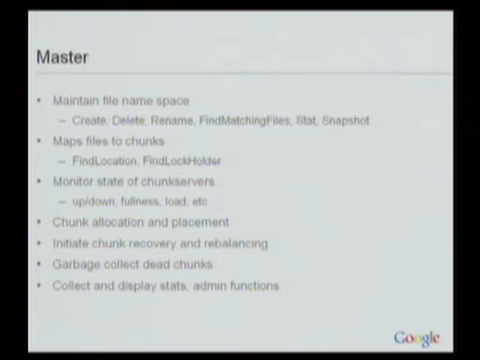 Master
• Maintain file name space
– Create, Delete, Rename, FindMatchingFiles, Stat, Snapshot
• Maps files to chunks
– FindLocation, FindLockHolder
• Monitor state of chunkservers
– up/down, fullness, load, etc
• Chunk allocation and placement
• Initiate chunk recovery and rebalancing
• Garbage collect dead chunks
• Collect and display stats, admin functions
Google